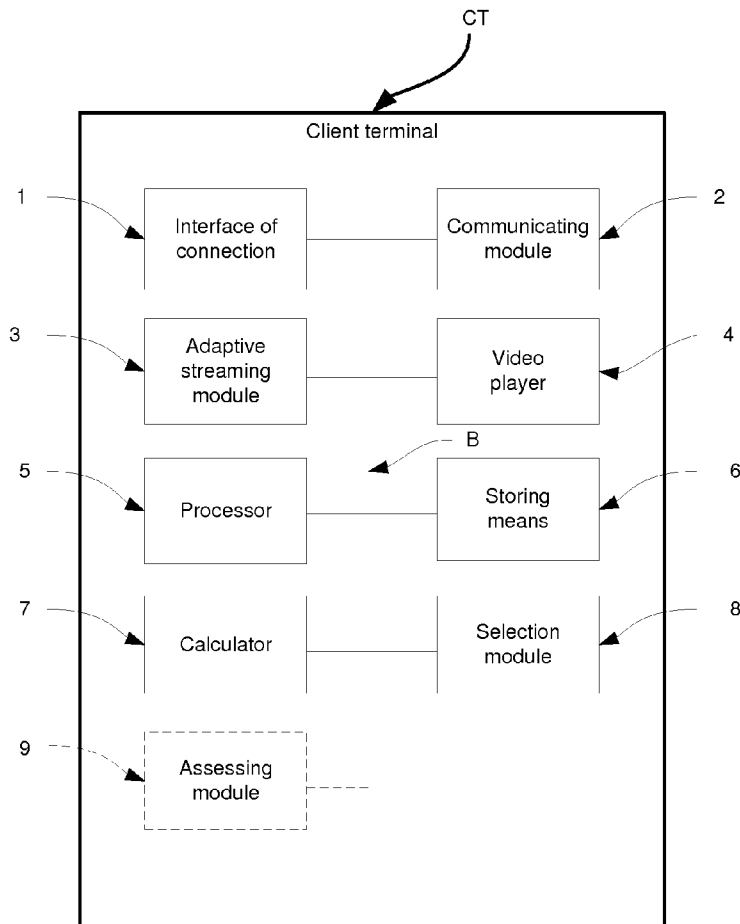 CT
Client terminal
1
Interface of
connection
Communicating
module
2
3
Adaptive
streaming
module
Video
player
4
B
5
Processor
Storing
means
6
7
Calculator
Selection
module
8
9
Assessing
module